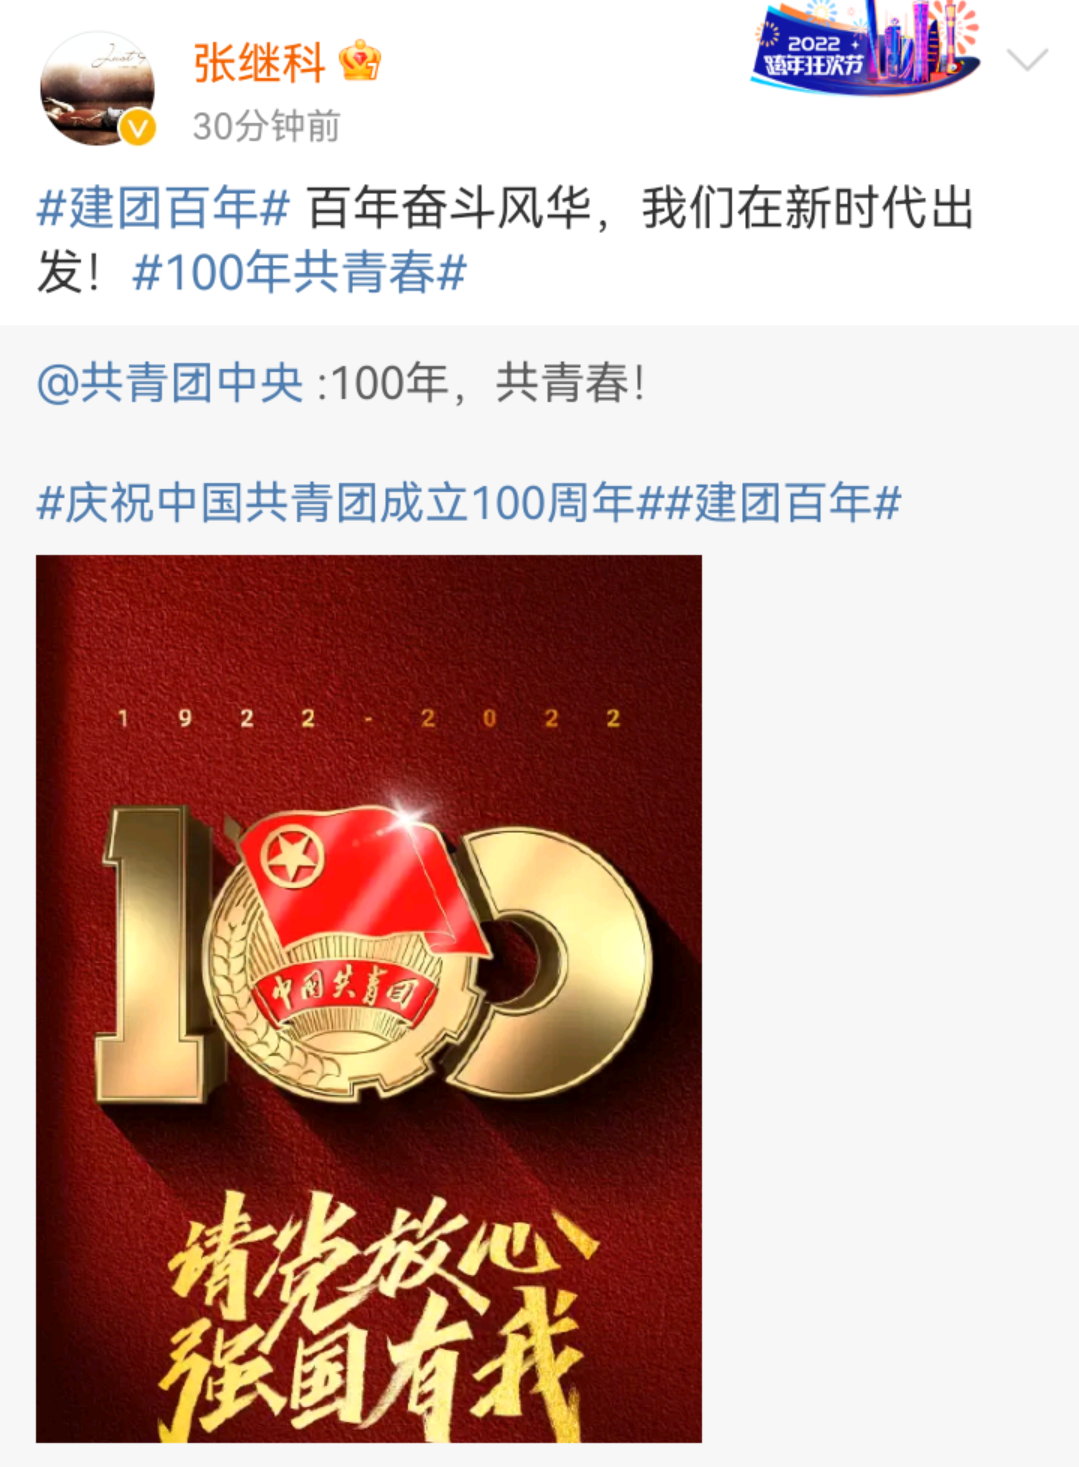 张继科
30分钟前
2022
跨年狂欢节
#建团百年# 百年奋斗风华，我们在新时代出
发！#100年共青春#
@共青团中央 :100年，共青春！
#庆祝中国共青团成立100周年##建团百年#
1922-2022
100
中国共青团
请党放心
强国有我